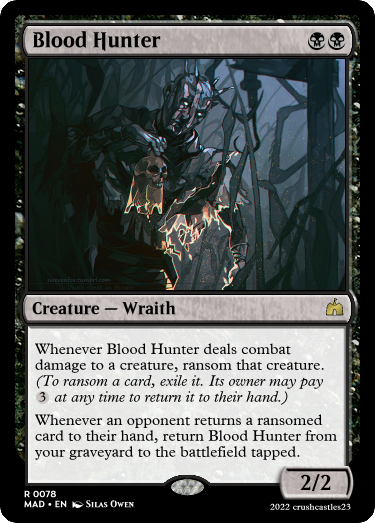 Blood Hunter
Creature — Wraith
Whenever Blood Hunter deals combat
damage to a creature, ransom that creature.
(To ransom a card, exile it. Its owner may pay
3 at any time to return it to their hand.)
Whenever an opponent returns a ransomed
card to their hand, return Blood Hunter from
your graveyard to the battlefield tapped.
2/2
R 0078
MAD • EN Silas Owen
2022 crushcastles23